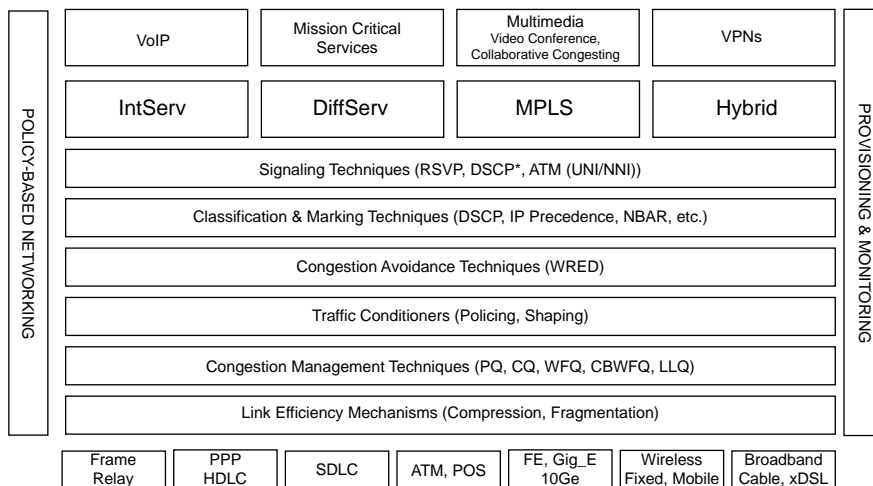 POLICY-BASED NETWORKING
VoIP
Mission Critical
Services
Multimedia
Video Conference,
Collaborative Congesting
VPNs
PROVISIONING & MONITORING
IntServ
DiffServ
MPLS
Hybrid
Signaling Techniques (RSVP, DSCP*, ATM (UNI/NNI))
Classification & Marking Techniques (DSCP, IP Precedence, NBAR, etc.)
Congestion Avoidance Techniques (WRED)
Traffic Conditioners (Policing, Shaping)
Congestion Management Techniques (PQ, CQ, WFQ, CBWFQ, LLQ)
Link Efficiency Mechanisms (Compression, Fragmentation)
Frame
Relay
PPP
HDLC
SDLC
ATM, POS
FE, Gig_E
10Ge
Wireless
Fixed, Mobile
Broadband
Cable, xDSL